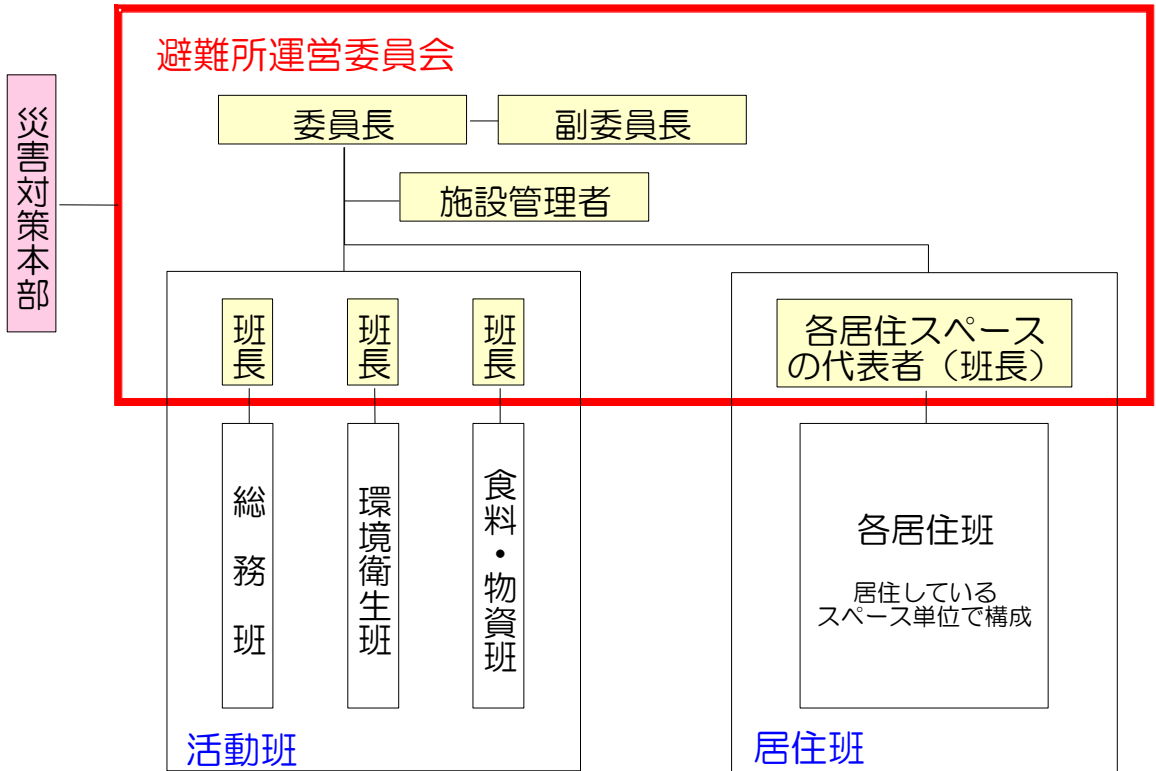 避難所運営委員会
災害対策本部
委員長
副委員長
施設管理者
班長
班長
班長
各居住スペース
の代表者（班長）
総務班
環境衛生班
食料・物資班
各居住班
居住している
スペース単位で構成
活動班
居住班